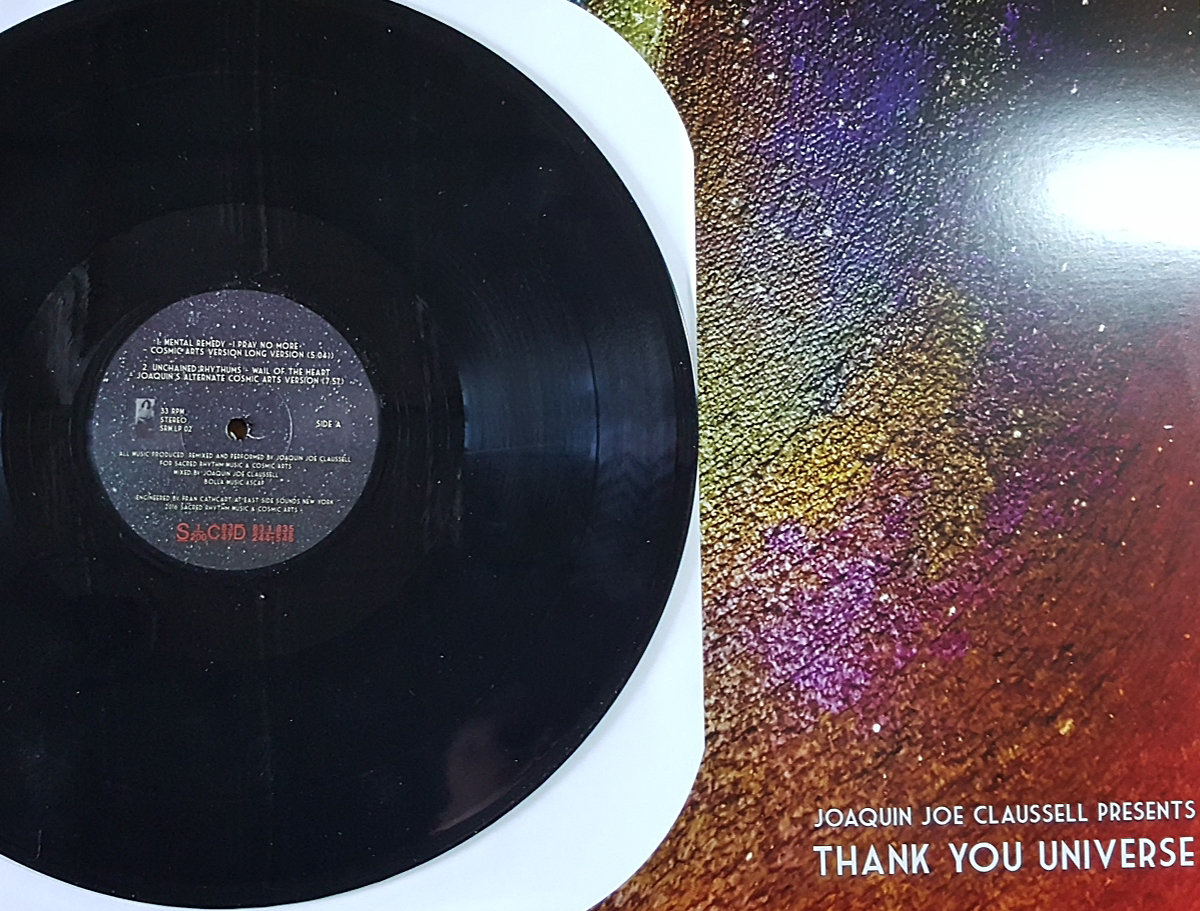 1. MENTAL REMEDY - I PRAY NO MORE -
COSMIC ARTS VERSION LONG VERSION (5:04))
2. UNCHAINED RHYTHUMS - WAIL OF THE HEART
JOAQUIN'S ALTERNATE COSMIC ARTS VERSION (7:57)
33 RPM
STEREO
SRM LP 02
SIDE A
ALL MUSIC PRODUCED, REMIXED AND PERFORMED BY JOAQUIN JOE CLAUSSELL
FOR SACRED RHYTHM MUSIC & COSMIC ARTS
MIXED BY JOAQUIN JOE CLAUSSELL
BOLLA MUSIC ASCAP
ENGINEERED BY FRAN CATHCART AT EAST SIDE SOUNDS NEW YORK
2016 SACRED RHYTHM MUSIC & COSMIC ARTS
JOAQUIN JOE CLAUSSELL PRESENTS
THANK YOU UNIVERSE